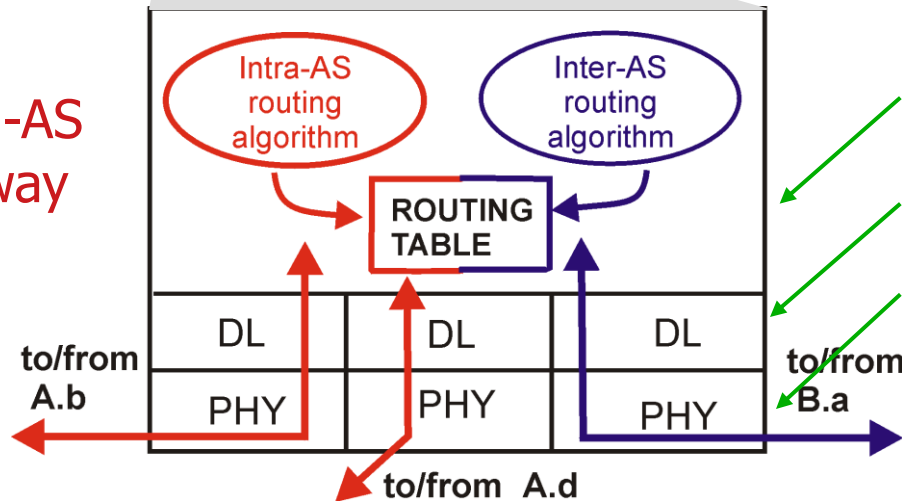 Intra-AS
routing
algorithm
Inter-AS
routing
algorithm
-AS
way
ROUTING
TABLE
DL
DL
DL
to/from
A.b
to/from
B.a
PHY
PHY
PHY
to/from A.d